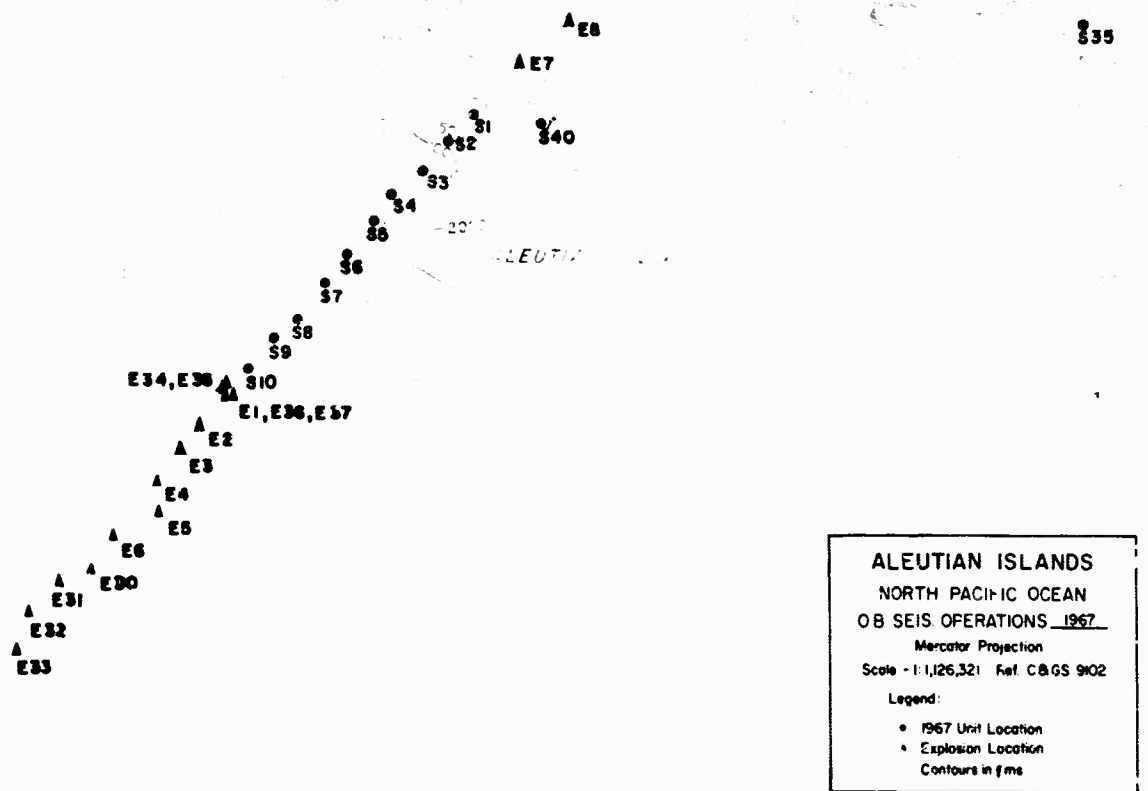 E8
S35
E7
S1
S40
S2
S3
S4
S5
S6
S7
S8
S9
S10
E34, E35
E1, E36, E37
E2
E3
E4
E5
E6
E30
E31
E32
E33
ALEUTIAN ISLANDS
NORTH PACIFIC OCEAN
O.B. SEIS. OPERATIONS 1967
Mercator Projection
Scale - 1:1,126,321 Ref. C&GS 9102
Legend:
1967 Unit Location
Explosion Location
Contours in fms